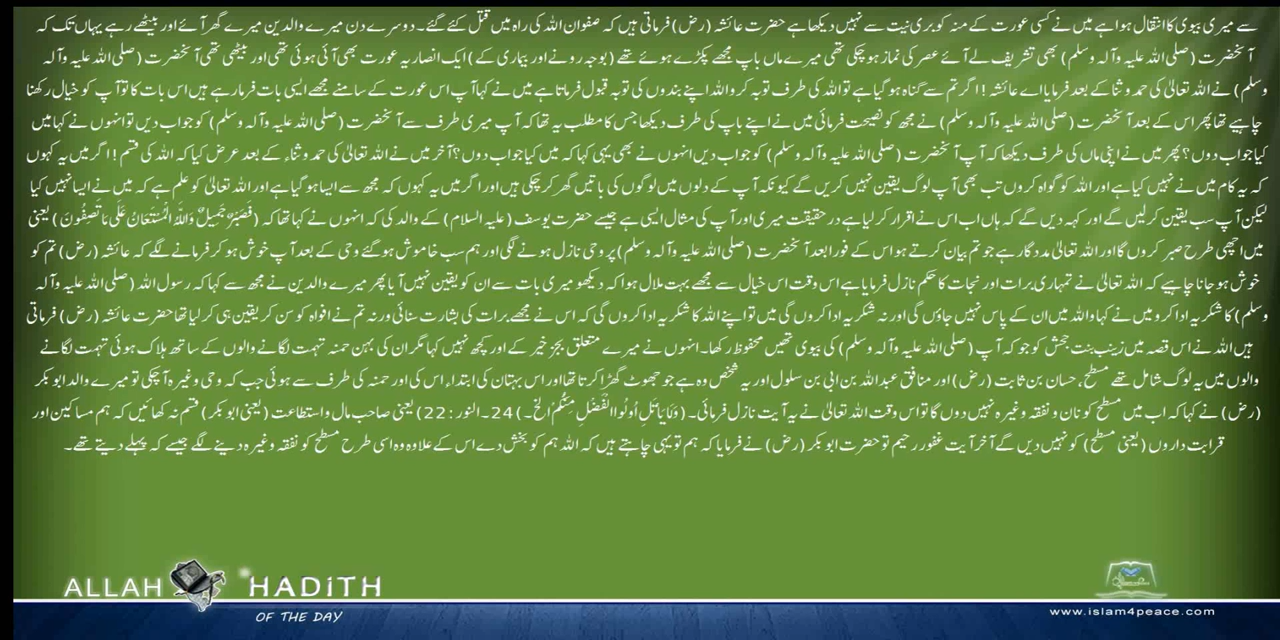 سے میری بیوی کا انتقال ہوا ہے میں نے کسی عورت کے منہ کو بری نیت سے نہیں دیکھا ہے حضرت عائشہ (رض) فرماتی ہیں کہ صفوان اللہ کی راہ میں قتل کئے گئے۔ دوسرے دن میرے والدین میرے گھر آئے اور بیٹھے رہے یہاں تک کہ
آنحضرت (صلی اللہ علیہ وآلہ وسلم) بھی تشریف لے آئے عصر کی نماز ہو چکی تھی میرے ماں باپ مجھے پکڑے ہوئے تھے (بوجہ رونے اور بیماری کے) ایک انصاریہ عورت بھی آئی ہوئی تھی اور بیٹھی تھی آنحضرت (صلی اللہ علیہ وآلہ
وسلم) نے اللہ تعالیٰ کی حمد و ثنا کے بعد فرمایا اے عائشہ! اگر تم سے گناہ ہوگیا ہے تو اللہ کی طرف توبہ کرو اللہ اپنے بندوں کی توبہ قبول فرماتا ہے میں نے کہا آپ اس عورت کے سامنے مجھے ایسی بات فرما رہے ہیں اس بات کا تو آپ کو خیال رکھنا
چاہیے تھا پھر اس کے بعد آنحضرت (صلی اللہ علیہ وآلہ وسلم) نے مجھ کو نصیحت فرمائی میں نے اپنے باپ کی طرف دیکھا جس کا مطلب یہ تھا کہ آپ میری طرف سے آنحضرت (صلی اللہ علیہ وآلہ وسلم) کو جواب دیں تو انہوں نے کہا میں
کیا جواب دوں؟ پھر میں نے اپنی ماں کی طرف دیکھا کہ آپ آنحضرت (صلی اللہ علیہ وآلہ وسلم) کو جواب دیں انہوں نے بھی یہی کہا کہ میں کیا جواب دوں؟ آخر میں نے اللہ تعالیٰ کی حمد و ثناء کے بعد عرض کیا کہ اللہ کی قسم! اگر میں یہ کہوں
کہ یہ کام میں نے نہیں کیا ہے اور اللہ کو گواہ کروں تب بھی آپ لوگ یقین نہیں کریں گے کیونکہ آپ کے دلوں میں لوگوں کی باتیں گھر کر چکی ہیں اور اگر میں یہ کہوں کہ مجھ سے ایسا ہوگیا ہے اور اللہ تعالیٰ کو علم ہے کہ میں نے ایسا نہیں کیا
لیکن آپ سب یقین کرلیں گے اور کہہ دیں گے کہ ہاں اب اس نے اقرار کرلیا ہے در حقیقت میری اور آپ کی مثال ایسی ہے جیسے حضرت یوسف (علیہ السلام) کے والد کی کہ انہوں نے کہا تھا کہ (فَصَبْرٌ جَمِيلٌ وَاللّٰهُ الْمُسْتَعَانُ عَلَى مَا تَصِفُونَ) یعنی
میں اچھی طرح صبر کروں گا اور اللہ تعالیٰ مددگار ہے جو تم بیان کرتے ہو اس کے فورا بعد آنحضرت (صلی اللہ علیہ وآلہ وسلم) پر وحی نازل ہونے لگی اور ہم سب خاموش ہو گئے وحی کے بعد آپ خوش ہو کر فرمانے لگے کہ عائشہ (رض) تم کو
خوش ہوجانا چاہیے کہ اللہ تعالیٰ نے تمہاری برات اور نجات کا حکم نازل فرمایا ہے اس وقت اس خیال سے مجھے بہت ملال ہوا کہ دیکھو میری بات سے ان کو یقین نہیں آیا پھر میرے والدین نے مجھ سے کہا کہ رسول اللہ (صلی اللہ علیہ وآلہ
وسلم) کا شکریہ ادا کرو میں نے کہا واللہ میں ان کے پاس نہیں جاؤں گی اور نہ شکریہ ادا کروں گی میں تو اپنے اللہ کا شکریہ ادا کروں گی کہ اس نے مجھے برات کی بشارت سنائی ورنہ تم نے افواہ کو سن کر یقین ہی کر لیا تھا حضرت عائشہ (رض) فرماتی
ہیں اللہ نے اس قصہ میں زینب بنت جحش کو جو کہ آپ (صلی اللہ علیہ وآلہ وسلم) کی بیوی تھیں محفوظ رکھا۔ انہوں نے میرے متعلق بجز خیر کے اور کچھ نہیں کہا مگر ان کی بہن حمنہ تہمت لگانے والوں کے ساتھ ہلاک ہوئی تہمت لگانے
والوں میں یہ لوگ شامل تھے مسطح، حسان بن ثابت (رض) اور منافق عبداللہ بن ابی بن سلول اور یہ شخص وہ ہے جو جھوٹ گھڑا کرتا تھا اور اس بہتان کی ابتداء، اس کی اور حمنہ کی طرف سے ہوئی جب کہ وحی وغیرہ آچکی تو میرے والد ابوبکر
(رض) نے کہا کہ اب میں مسطح کو نان و نفقہ وغیرہ نہیں دوں گا تو اس وقت اللہ تعالیٰ نے یہ آیت نازل فرمائی۔ (وَلَا يَاْتَلِ اُولُوا الْفَضْلِ مِنْكُمْ الخ۔) 24۔ النور : 22) یعنی صاحب مال و استطاعت (یعنی ابوبکر) قسم نہ کھائیں کہ ہم مساکین اور
قرابت داروں (یعنی مسطح) کو نہیں دیں گے آخر آیت غفور رحیم تو حضرت ابوبکر (رض) نے فرمایا کہ ہم تو یہی چاہتے ہیں کہ اللہ ہم کو بخش دے اس کے علاوہ وہ اسی طرح مسطح کو نفقہ وغیرہ دینے لگے جیسے کہ پہلے دیتے تھے۔
ALLAH HADITH
OF THE DAY
www.islam4peace.com